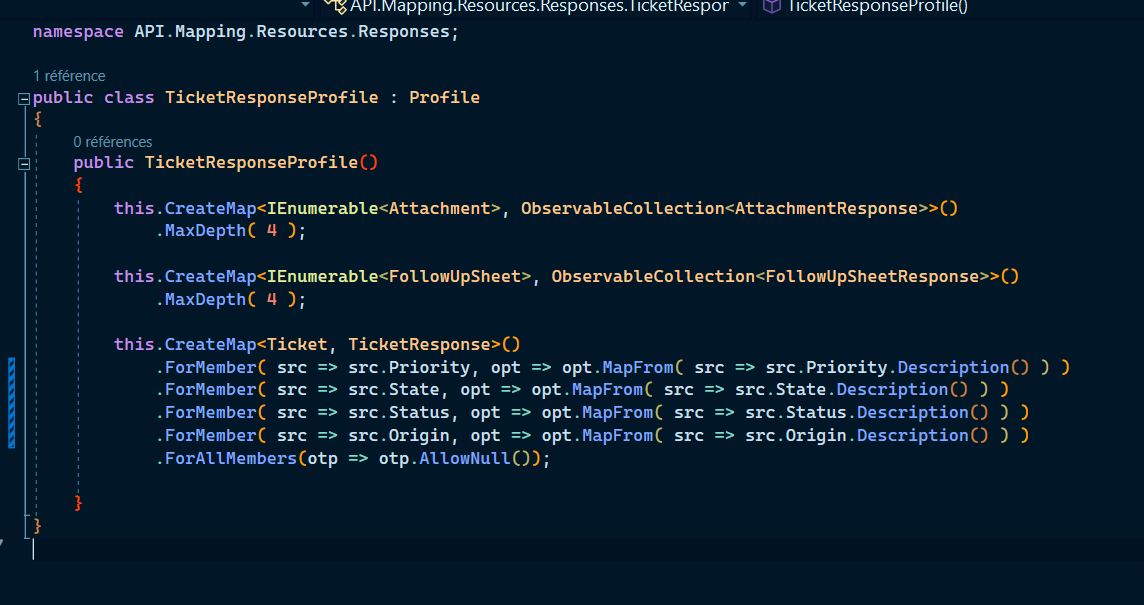 API.Mapping.Resources.Responses.TicketRespor TicketResponseProfile()
namespace API.Mapping.Resources.Responses;
1 référence
public class TicketResponseProfile : Profile
{
0 références
public TicketResponseProfile()
{
this.CreateMap<IEnumerable<Attachment>, ObservableCollection<AttachmentResponse>>()
.MaxDepth( 4 );
this.CreateMap<IEnumerable<FollowUpSheet>, ObservableCollection<FollowUpSheetResponse>>()
.MaxDepth( 4 );
this.CreateMap<Ticket, TicketResponse>()
.ForMember( src => src.Priority, opt => opt.MapFrom( src => src.Priority.Description() ) )
.ForMember( src => src.State, opt => opt.MapFrom( src => src.State.Description() ) )
.ForMember( src => src.Status, opt => opt.MapFrom( src => src.Status.Description() ) )
.ForMember( src => src.Origin, opt => opt.MapFrom( src => src.Origin.Description() ) )
.ForAllMembers(otp => otp.AllowNull());
}
}